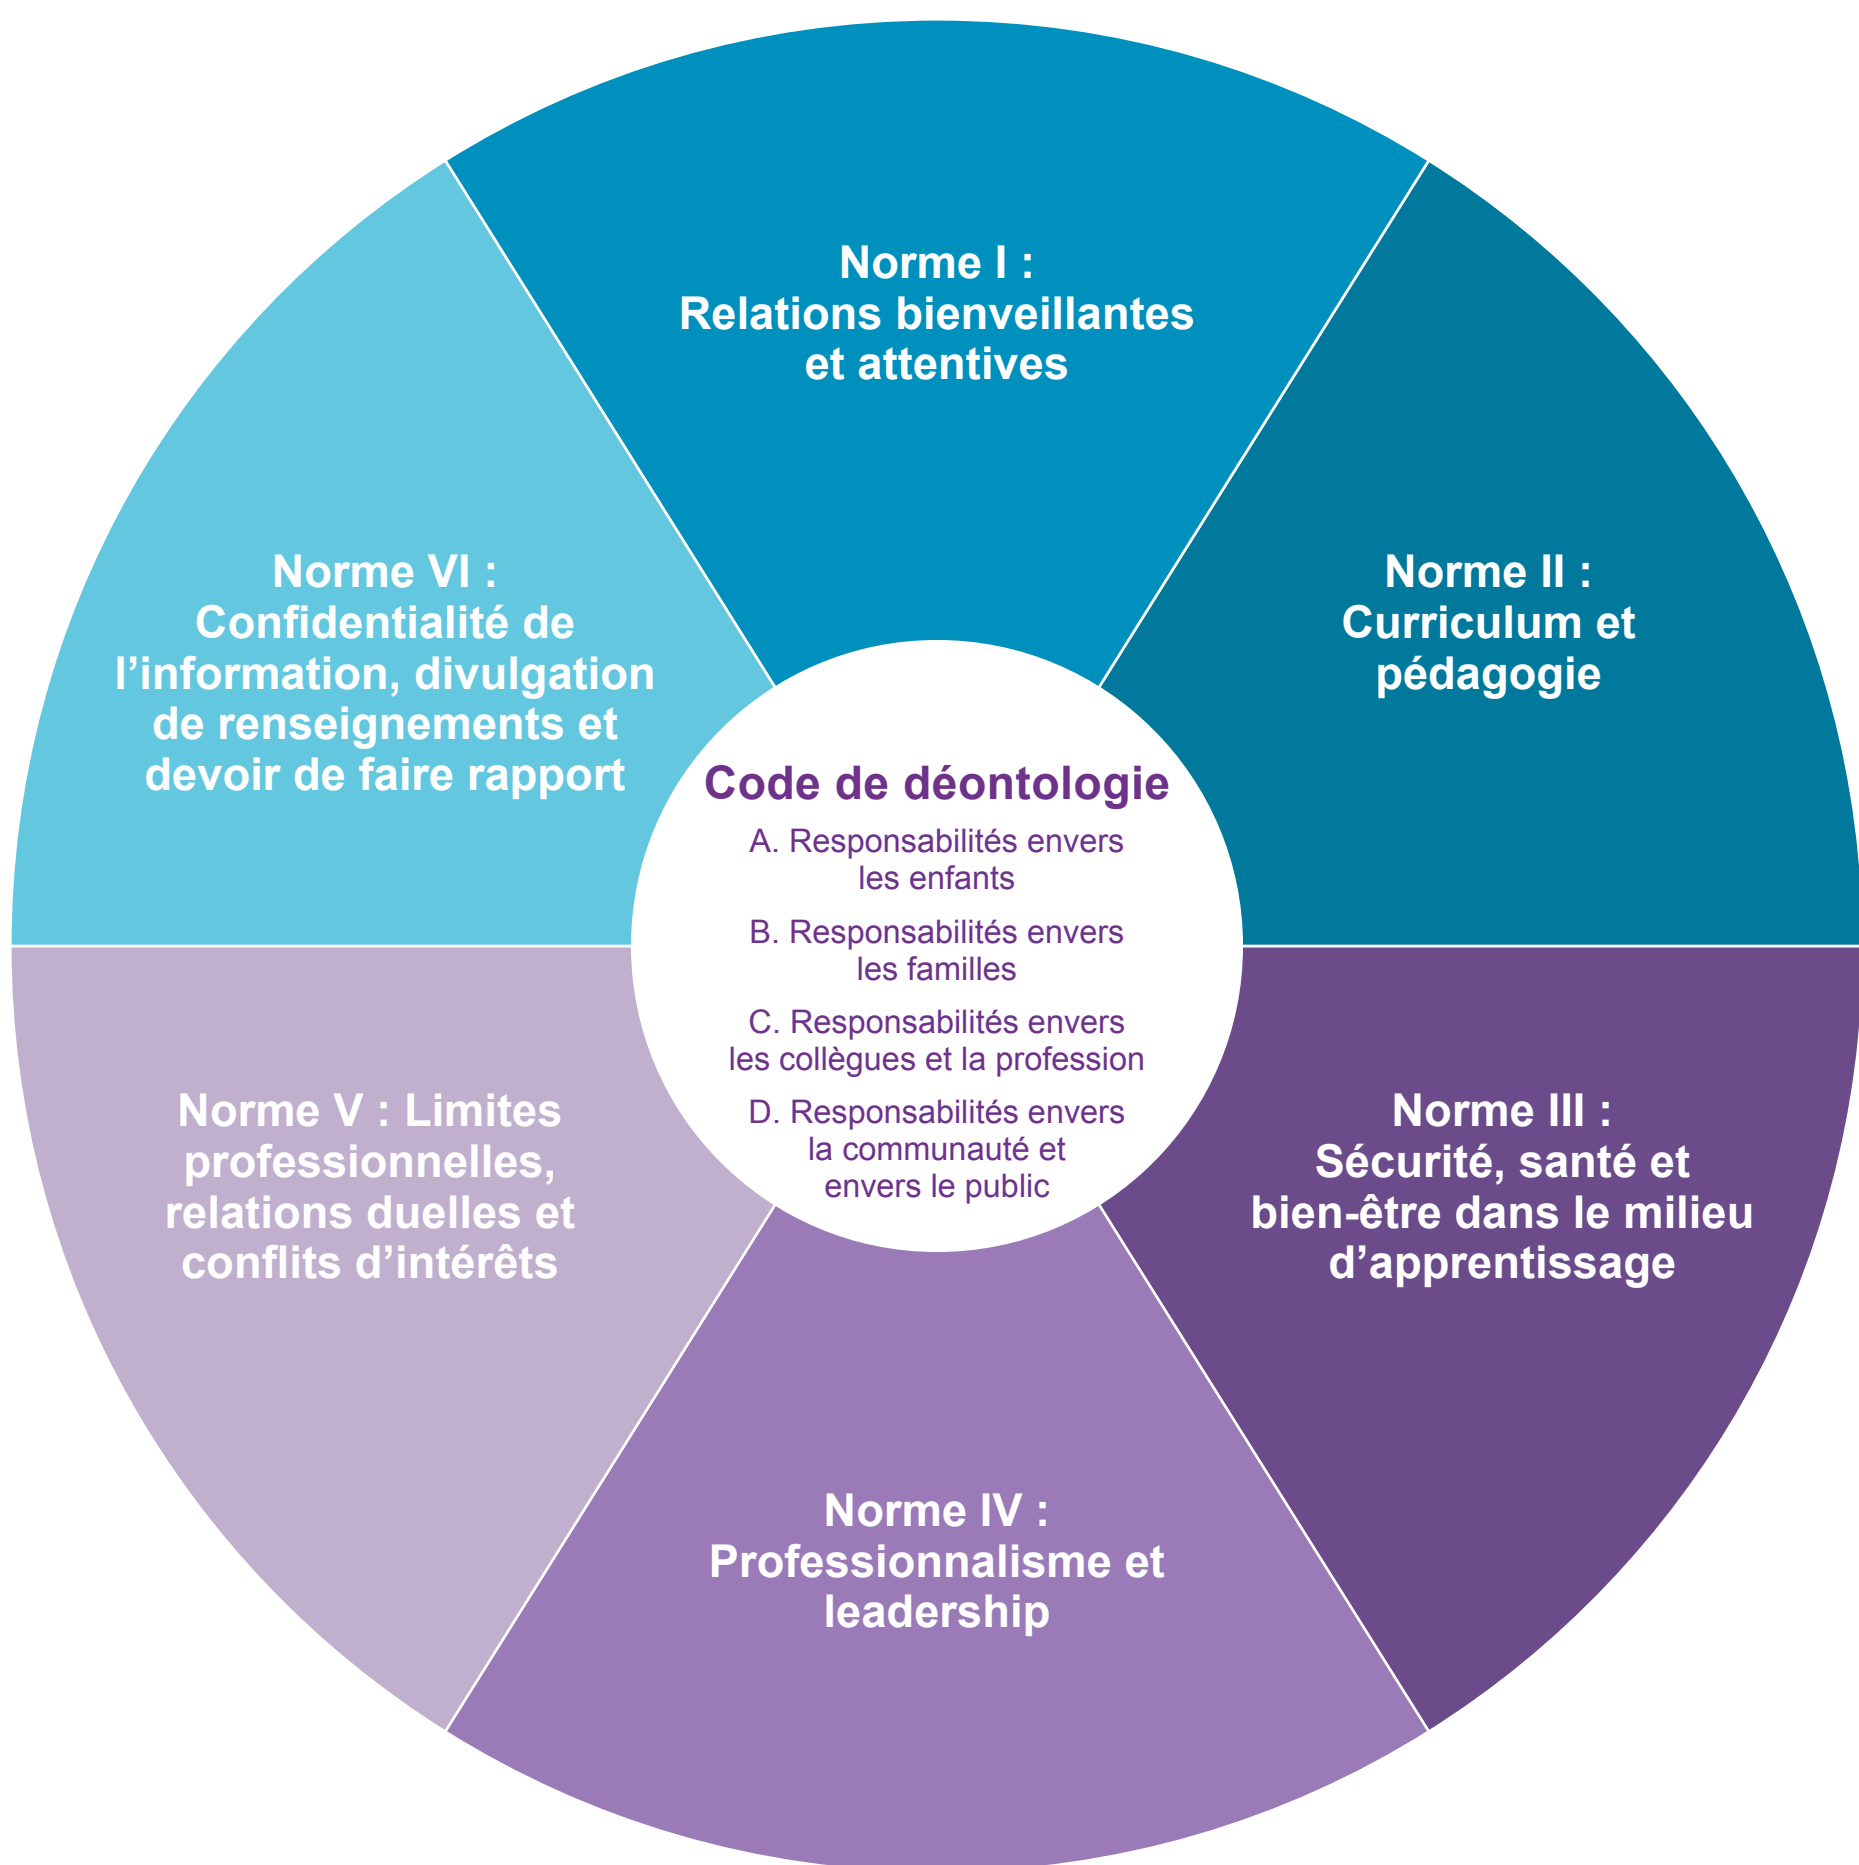 Norme I :
Relations bienveillantes
et attentives
Norme II :
Curriculum et
pédagogie
Norme III :
Sécurité, santé et
bien-être dans le milieu
d’apprentissage
Norme IV :
Professionnalisme et
leadership
Norme V : Limites
professionnelles,
relations duelles et
conflits d’intérêts
Norme VI :
Confidentialité de
l’information, divulgation
de renseignements et
devoir de faire rapport
Code de déontologie
A. Responsabilités envers
les enfants
B. Responsabilités envers
les familles
C. Responsabilités envers
les collègues et la profession
D. Responsabilités envers
la communauté et
envers le public